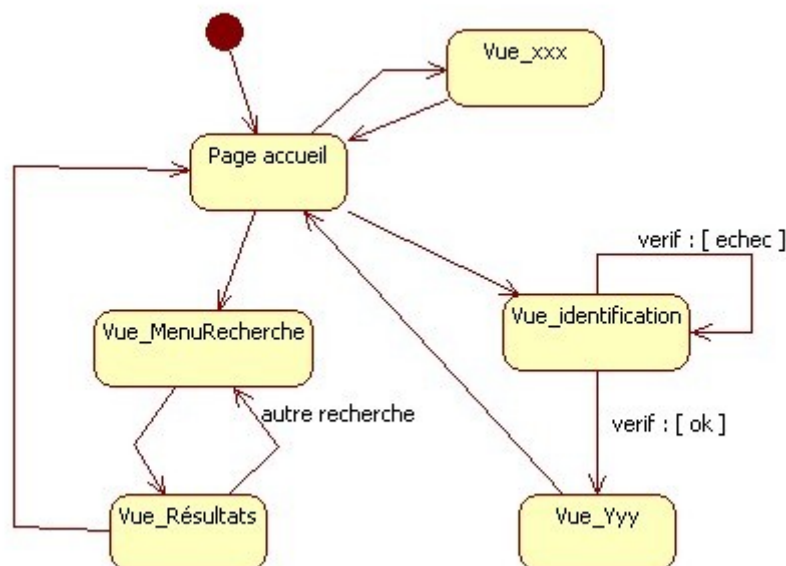 Vue_xxx
Page accueil
verif : [ echec ]
Vue_MenuRecherche
Vue_identification
autre recherche
verif : [ ok ]
Vue_Résultats
Vue_Yyy